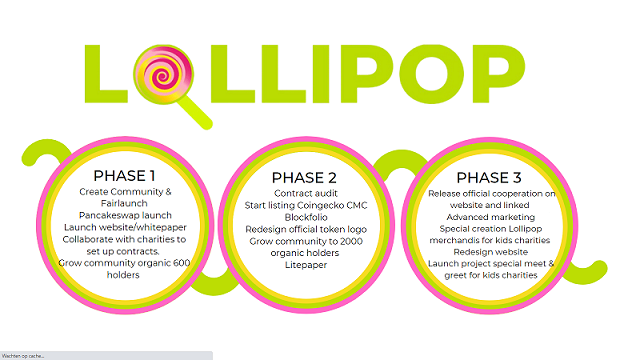 LOLLIPOP
PHASE 1
Create Community &
Fairlaunch
Pancakeswap launch
Launch website/whitepaper
Collaborate with charities to
set up contracts.
Grow community organic 600
holders
PHASE 2
Contract audit
Start listing Coingecko CMC
Blockfolio
Redesign official token logo
Grow community to 2000
organic holders
Litepaper
PHASE 3
Release official cooperation on
website and linked
Advanced marketing
Special creation Lollipop
merchandis for kids charities
Redesign website
Launch project special meet &
greet for kids charities
Wachten op cache...